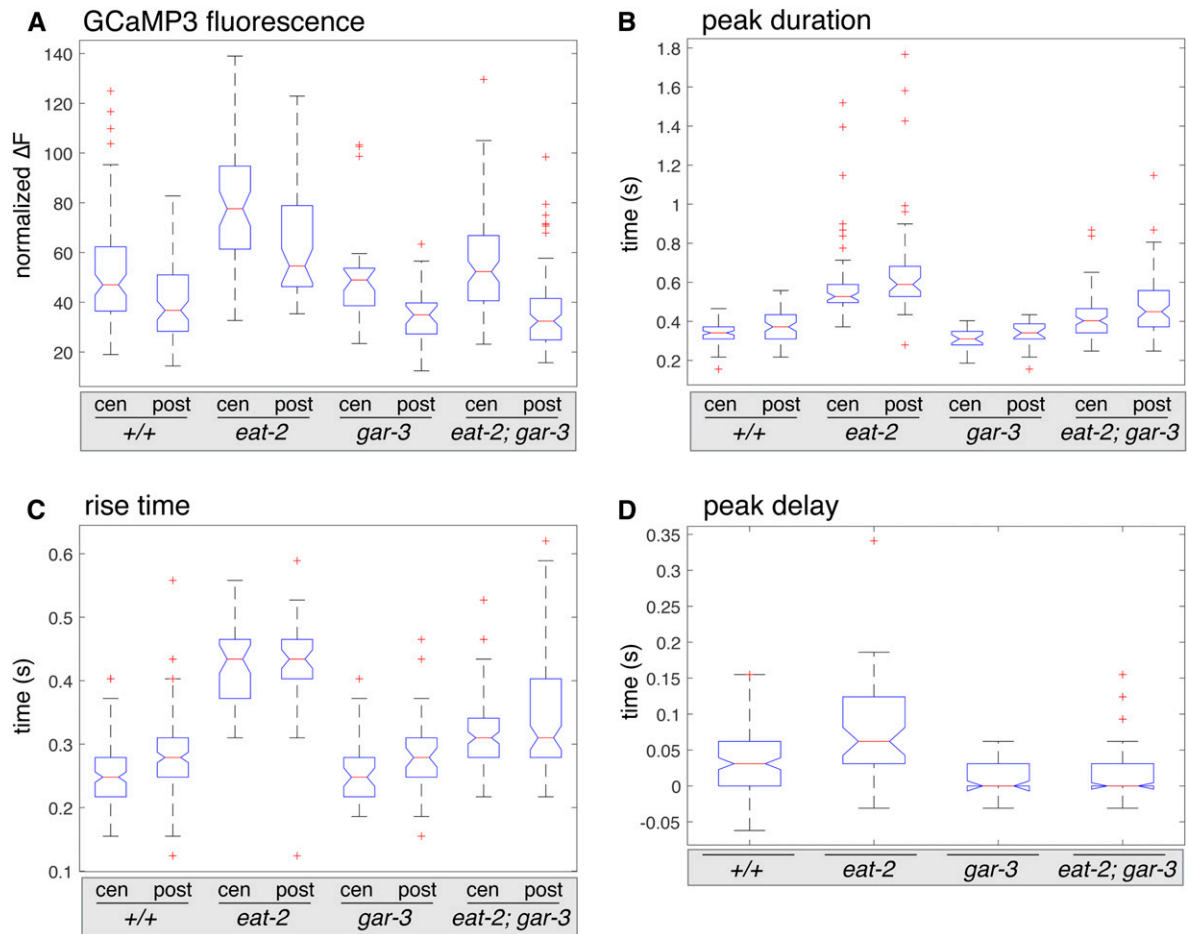 A GCaMP3 fluorescence
normalized ΔF
140
120
100
80
60
40
20
cen post cen post cen post cen post
+/+ eat-2 gar-3 eat-2; gar-3
B peak duration
time (s)
1.8
1.6
1.4
1.2
1
0.8
0.6
0.4
0.2
cen post cen post cen post cen post
+/+ eat-2 gar-3 eat-2; gar-3
C rise time
time (s)
0.6
0.5
0.4
0.3
0.2
0.1
cen post cen post cen post cen post
+/+ eat-2 gar-3 eat-2; gar-3
D peak delay
time (s)
0.35
0.3
0.25
0.2
0.15
0.1
0.05
0
-0.05
+/+ eat-2 gar-3 eat-2; gar-3